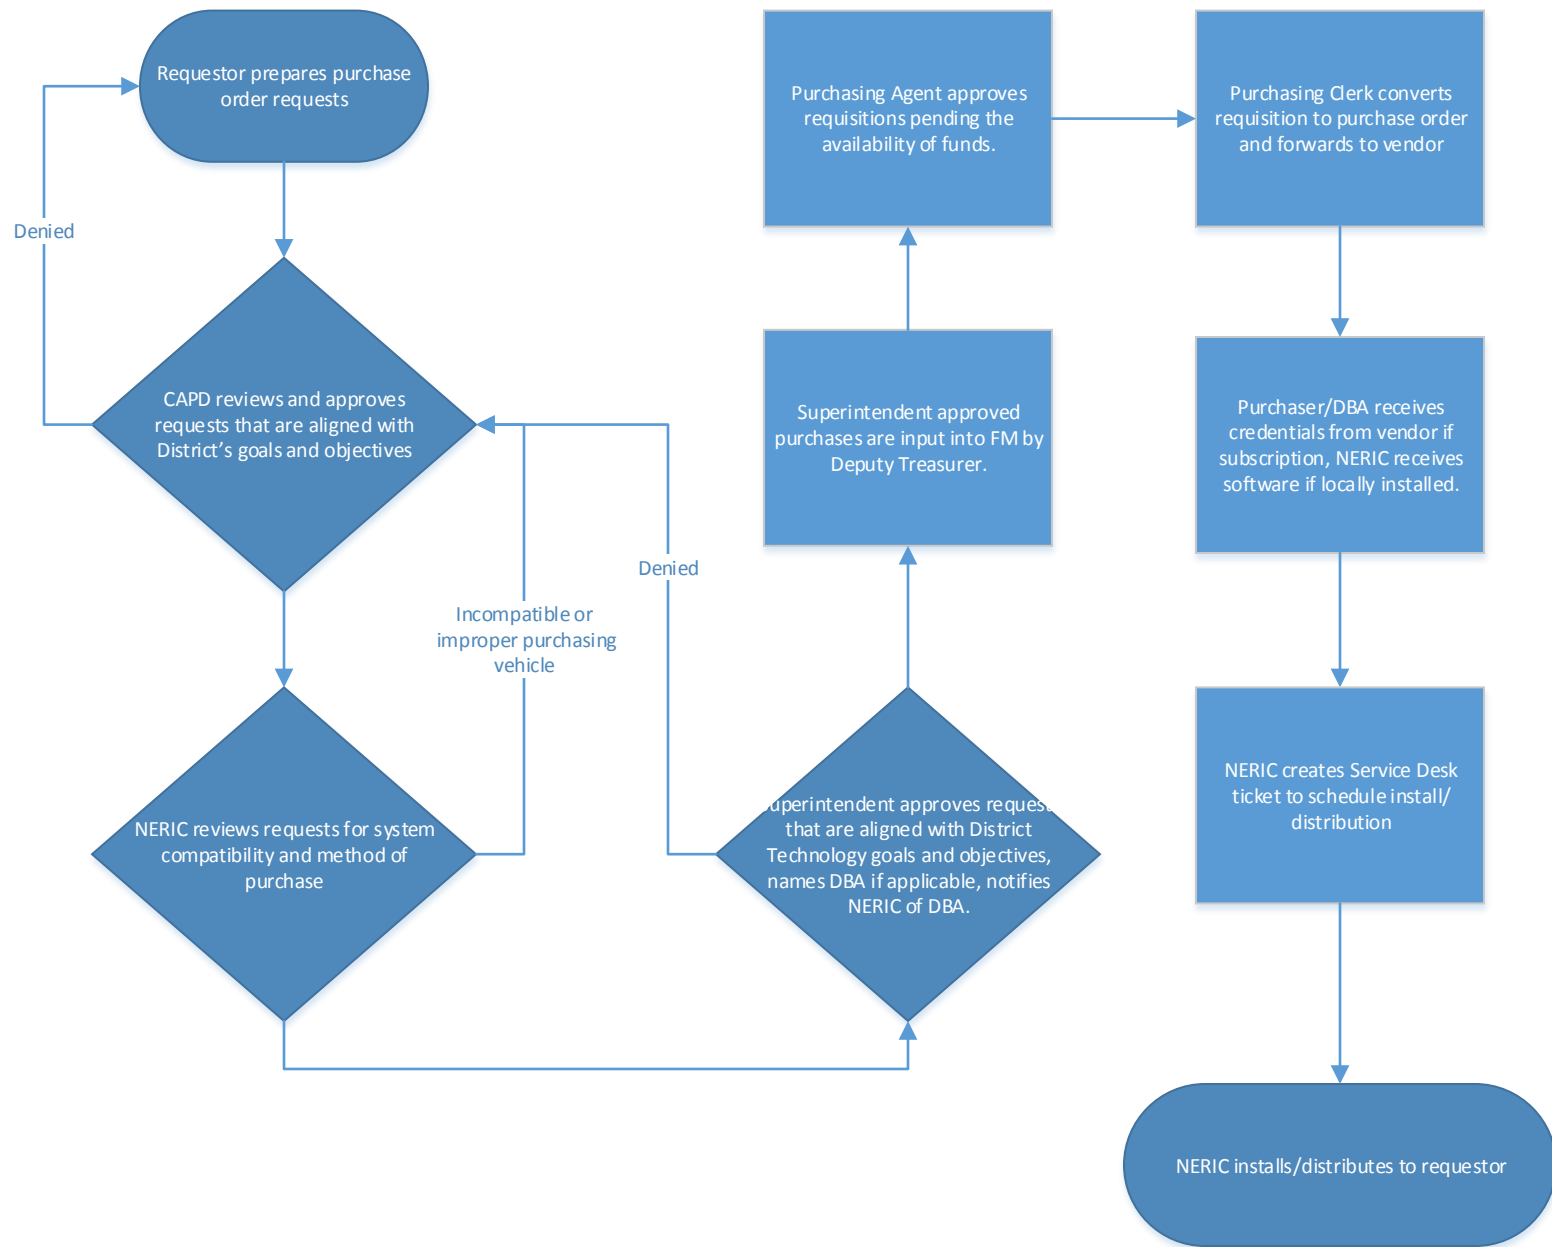 Requestor prepares purchase
order requests
Denied
CAPD reviews and approves
requests that are aligned with
District's goals and objectives
Incompatible or
improper purchasing
vehicle
NERIC reviews requests for system
compatibility and method of
purchase
Denied
Superintendent approves requests
that are aligned with District
Technology goals and objectives,
names DBA if applicable, notifies
NERIC of DBA.
Superintendent approved
purchases are input into FM by
Deputy Treasurer.
Purchasing Agent approves
requisitions pending the
availability of funds.
Purchasing Clerk converts
requisition to purchase order
and forwards to vendor
Purchaser/DBA receives
credentials from vendor if
subscription, NERIC receives
software if locally installed.
NERIC creates Service Desk
ticket to schedule install/
distribution
NERIC installs/distributes to requestor